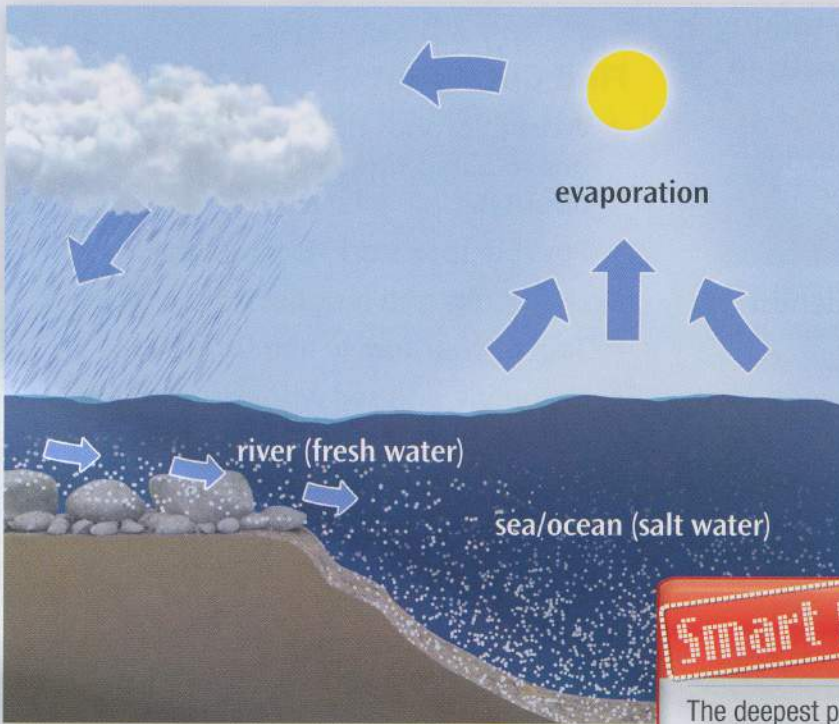 evaporation
river (fresh water)
sea/ocean (salt water)
Smart
The deepest p